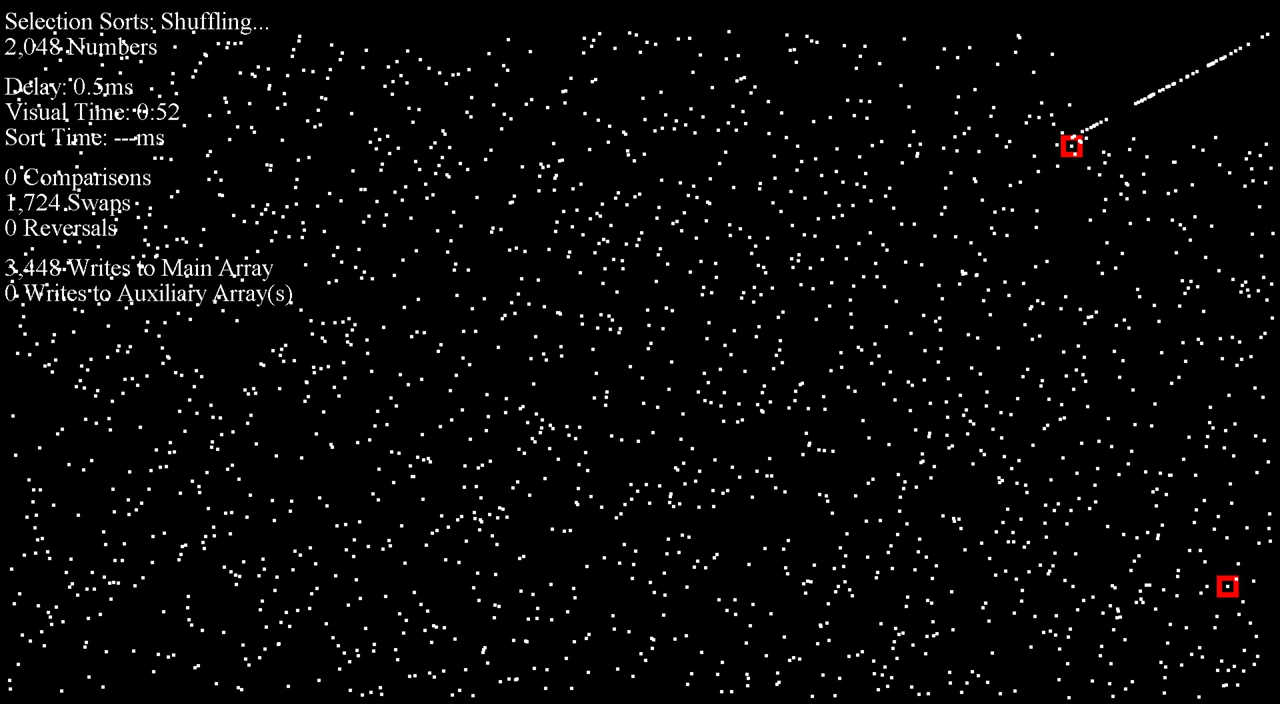 Selection Sorts: Shuffling...
2,048 Numbers
Delay: 0.5ms
Visual Time: 0:52
Sort Time: ---ms
0 Comparisons
1,724 Swaps
0 Reversals
3,448 Writes to Main Array
0 Writes to Auxiliary Array(s)